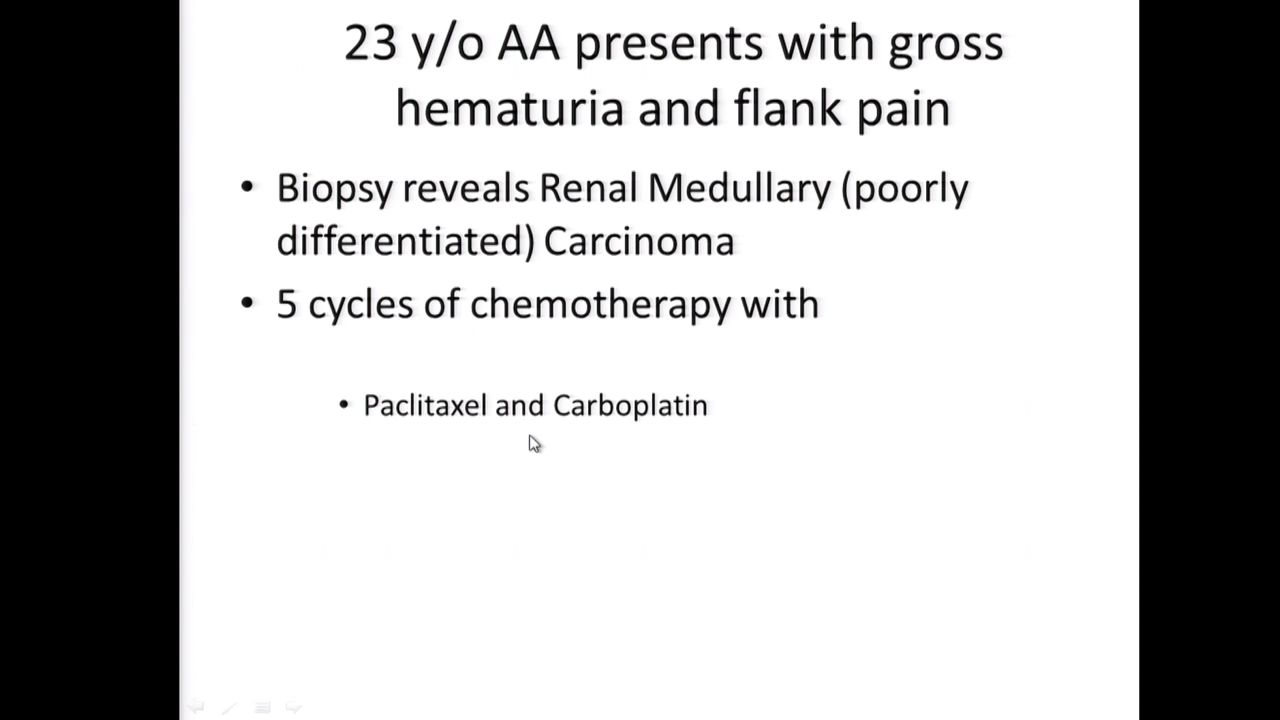 23 y/o AA presents with gross
hematuria and flank pain
• Biopsy reveals Renal Medullary (poorly
differentiated) Carcinoma
• 5 cycles of chemotherapy with
• Paclitaxel and Carboplatin